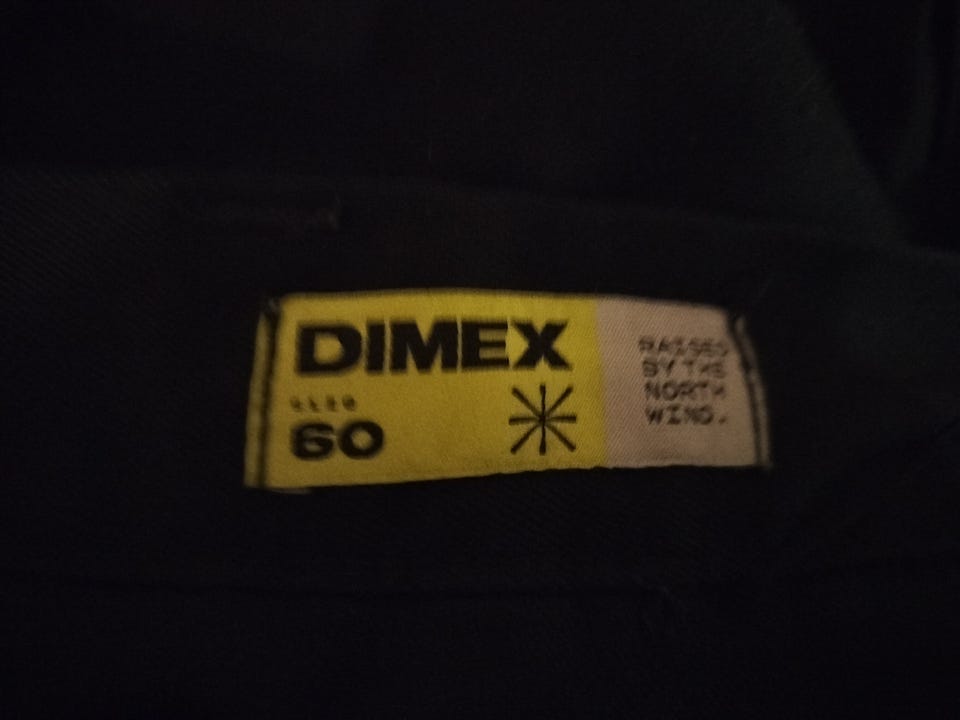 DIMEX
60
RAISED
BY THE
NORTH
WIND.